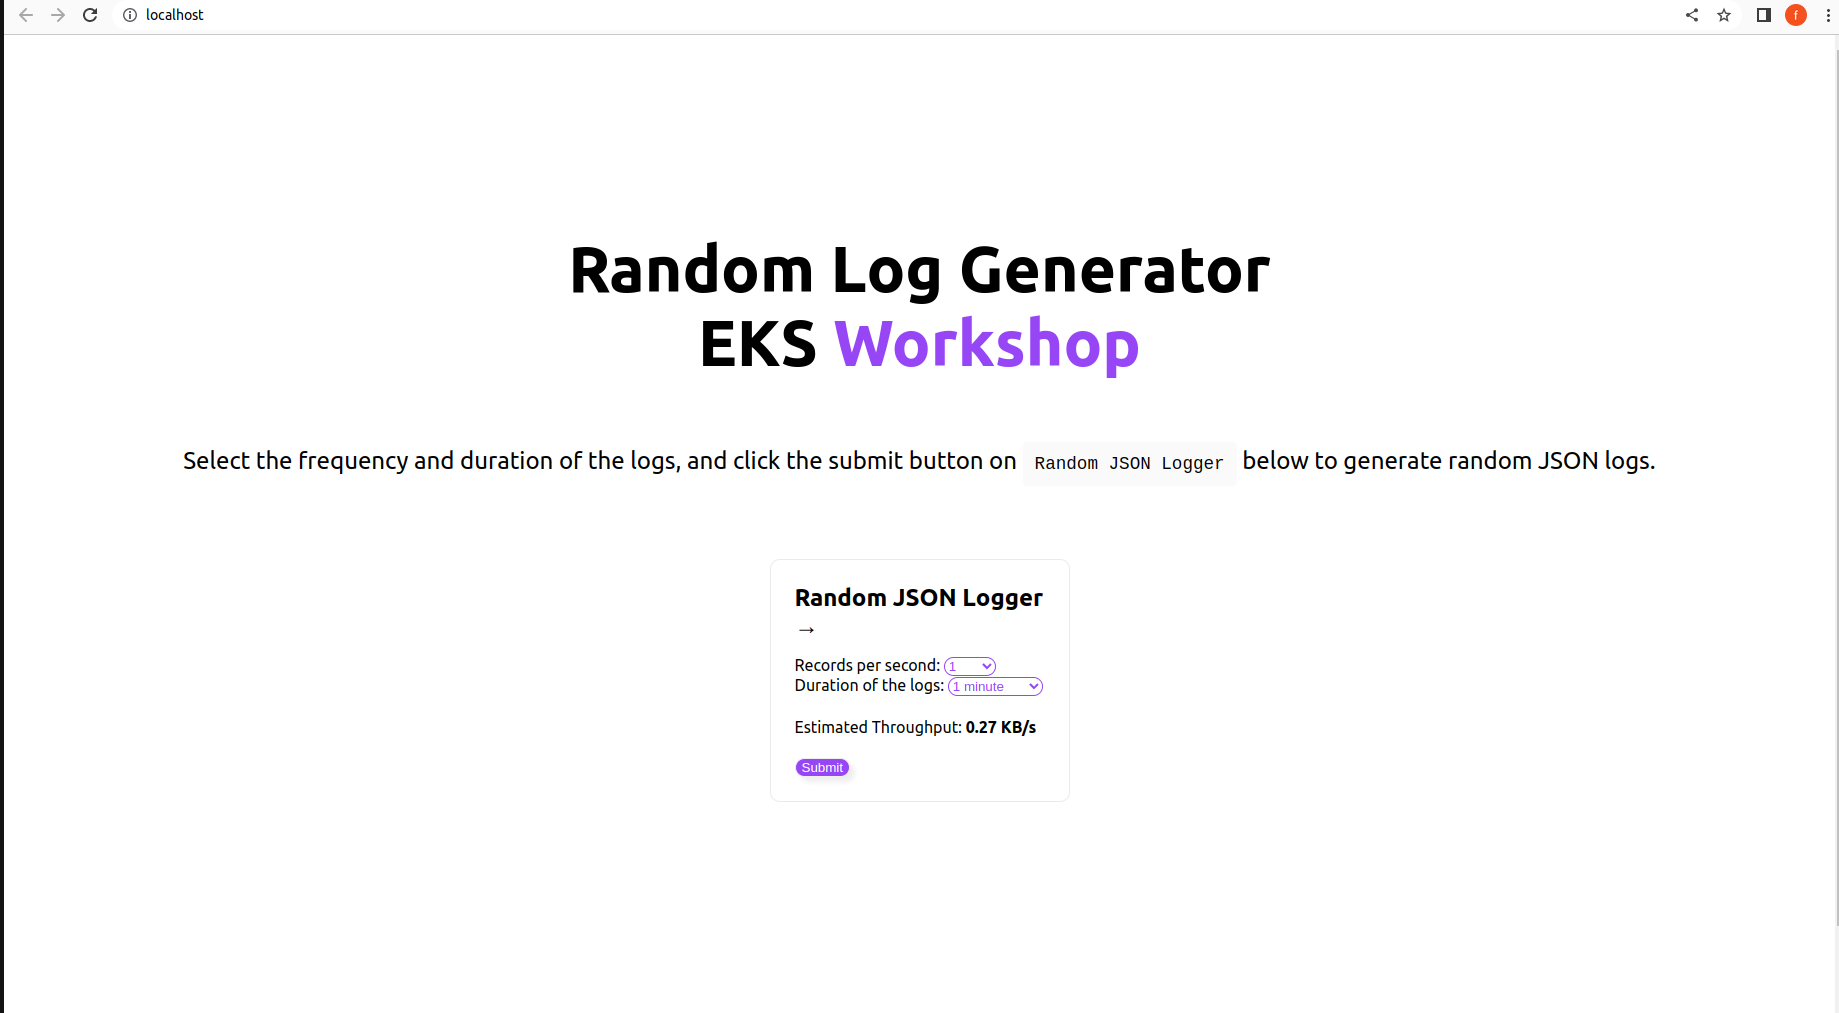 localhost
f
Random Log Generator
EKS Workshop
Select the frequency and duration of the logs, and click the submit button on Random JSON Logger below to generate random JSON logs.
Random JSON Logger
→
Records per second: 1
Duration of the logs: 1 minute
Estimated Throughput: 0.27 KB/s
Submit